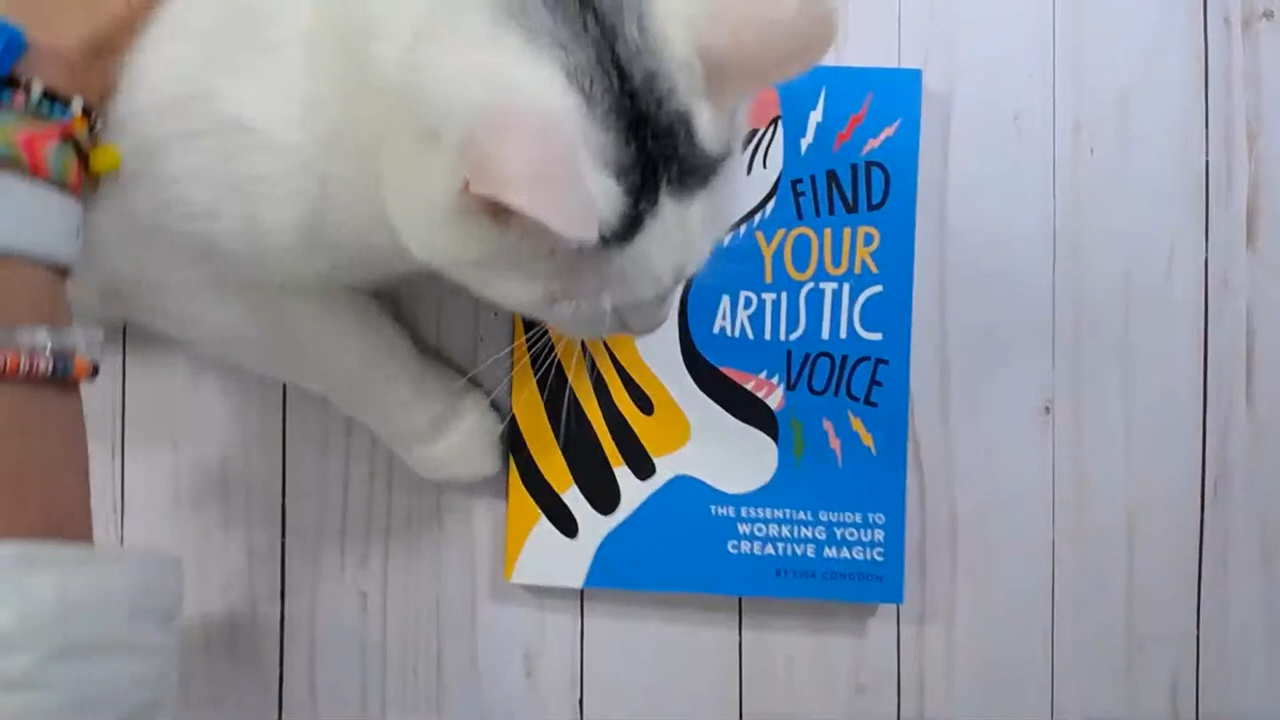 FIND
YOUR
ARTISTIC
VOICE
THE ESSENTIAL GUIDE TO
WORKING YOUR
CREATIVE MAGIC
BY LISA CONGDON